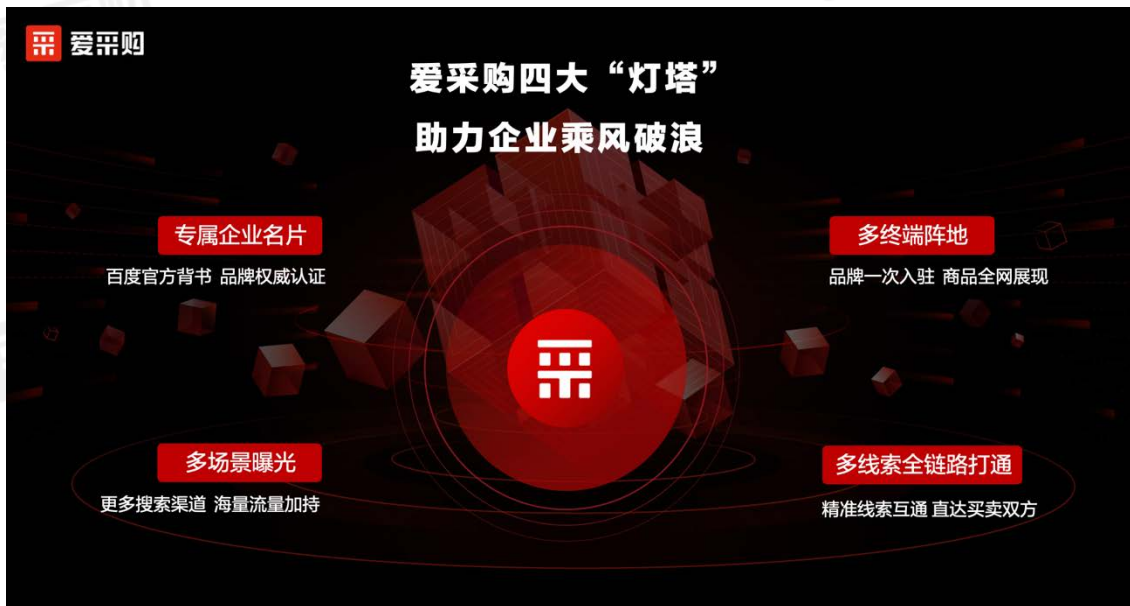 爱采购
爱采购四大“灯塔”
助力企业乘风破浪
专属企业名片
百度官方背书 品牌权威认证
多终端阵地
品牌一次入驻 商品全网展现
采
多场景曝光
更多搜索渠道 海量流量加持
多线索全链路打通
精准线索互通 直达买卖双方